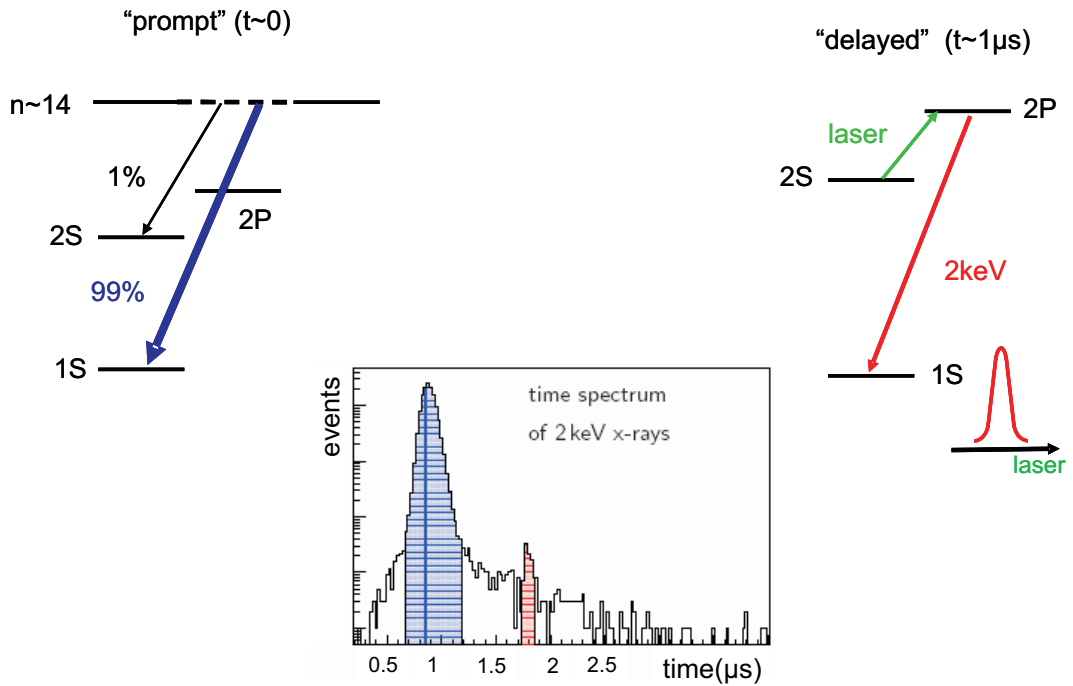 “prompt” (t~0)
n~14
1%
2P
2S
99%
1S
“delayed” (t~1μs)
2P
laser
2S
2keV
1S
laser
events
time spectrum
of 2 keV x-rays
0.5 1 1.5 2 2.5 time(μs)